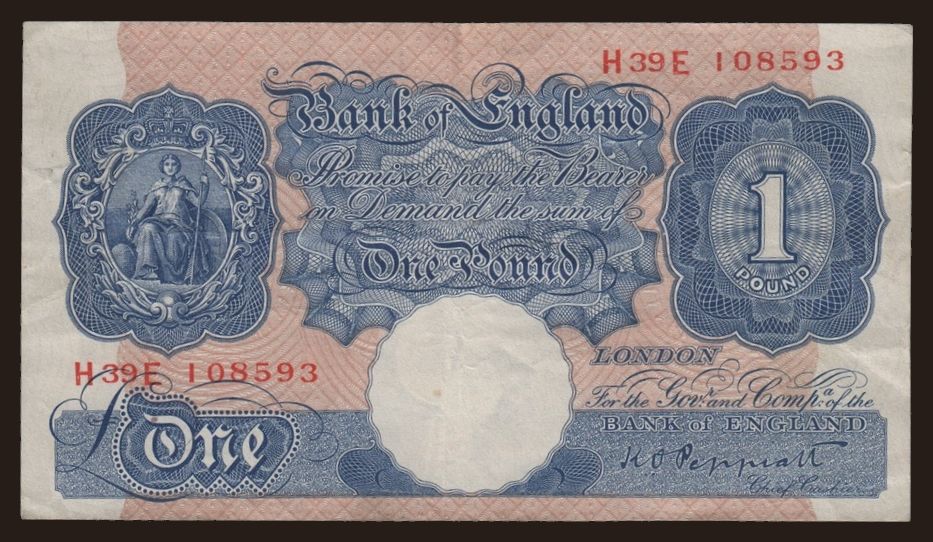 H39E 108593
Bank of England
Promise to pay the Bearer
on Demand the sum of
One Pound
1
POUND
LONDON
For the Govr. and Compa. of the
BANK of ENGLAND
K O Peppiatt
Chief Cashier
H39E 108593
£One